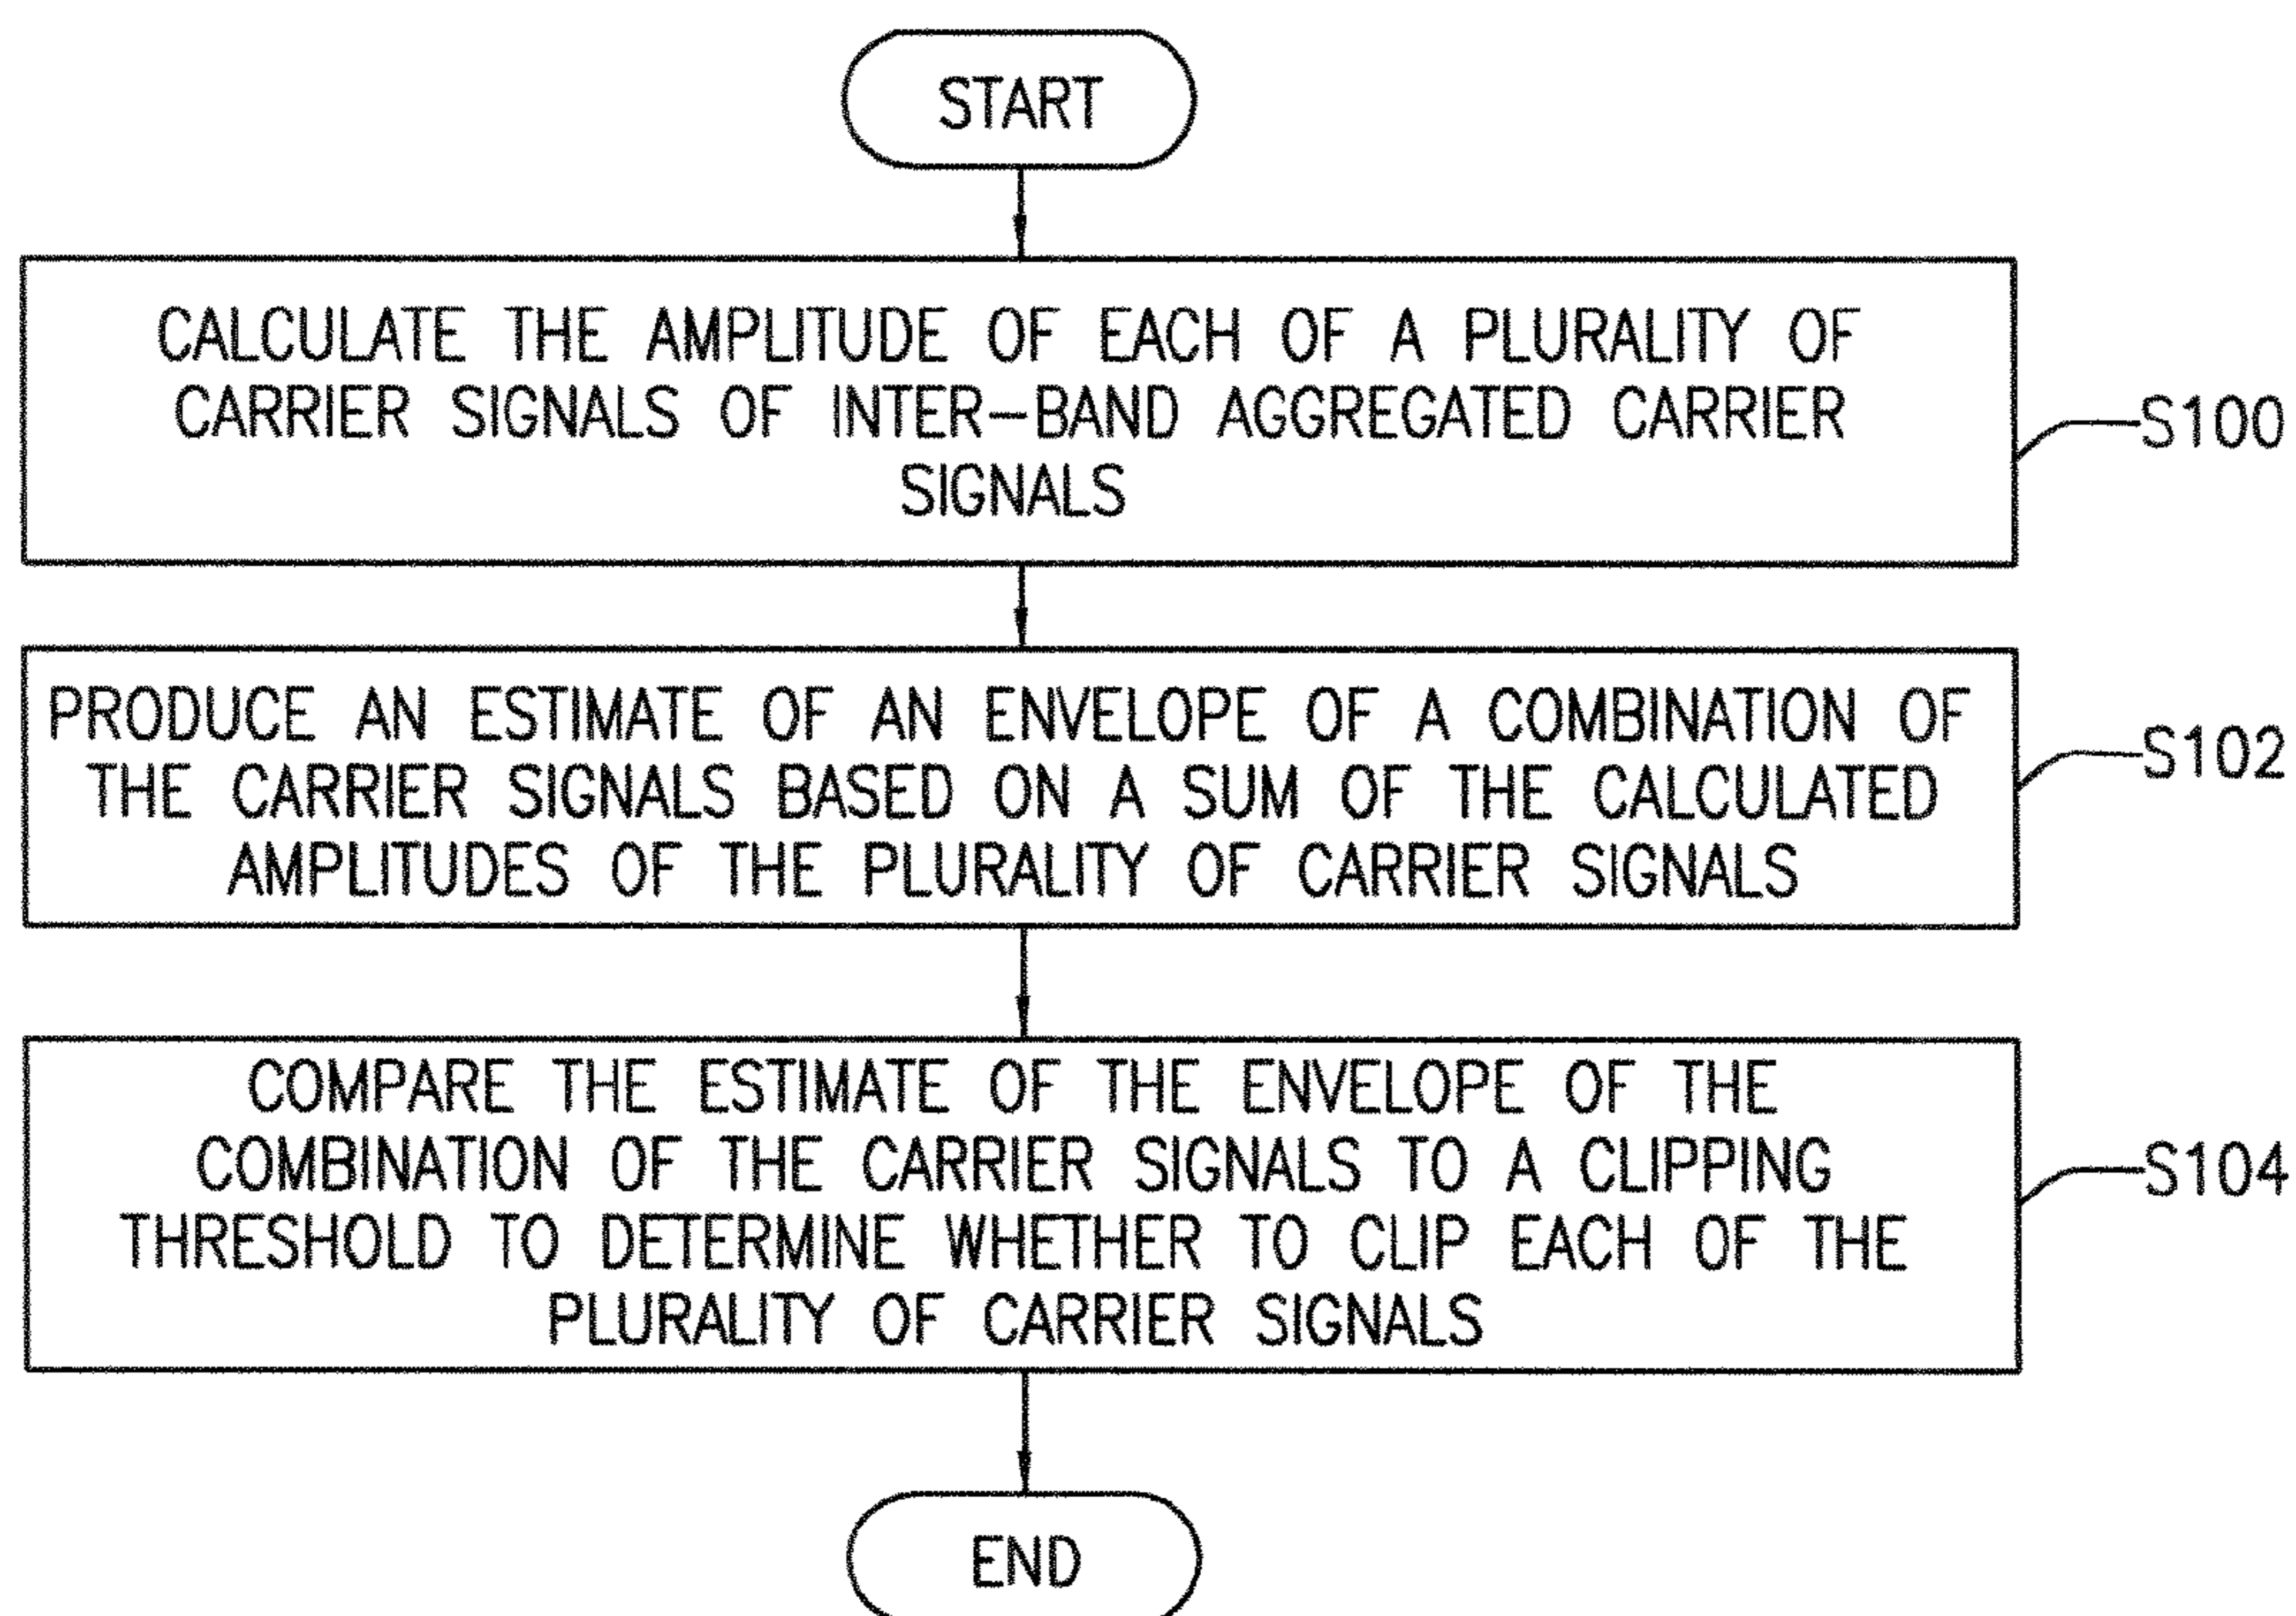 START
CALCULATE THE AMPLITUDE OF EACH OF A PLURALITY OF
CARRIER SIGNALS OF INTER-BAND AGGREGATED CARRIER
SIGNALS
S100
PRODUCE AN ESTIMATE OF AN ENVELOPE OF A COMBINATION OF
THE CARRIER SIGNALS BASED ON A SUM OF THE CALCULATED
AMPLITUDES OF THE PLURALITY OF CARRIER SIGNALS
S102
COMPARE THE ESTIMATE OF THE ENVELOPE OF THE
COMBINATION OF THE CARRIER SIGNALS TO A CLIPPING
THRESHOLD TO DETERMINE WHETHER TO CLIP EACH OF THE
PLURALITY OF CARRIER SIGNALS
S104
END